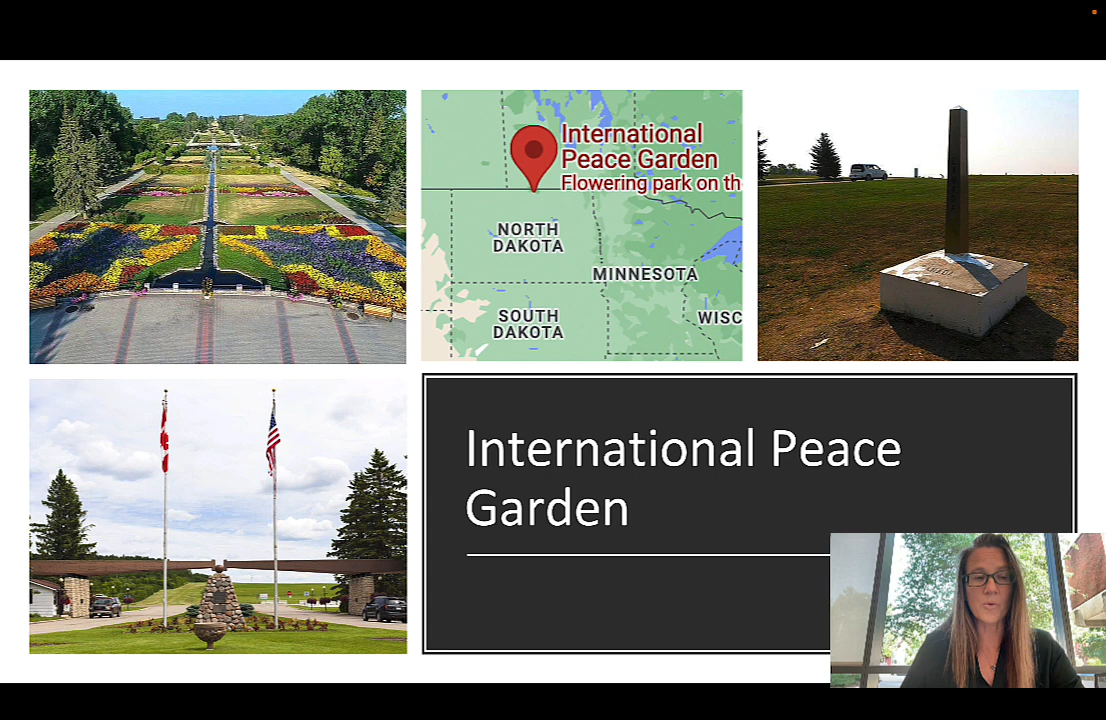 International
Peace Garden
Flowering park on th
NORTH
DAKOTA
MINNESOTA
SOUTH
DAKOTA
WISC
International Peace
Garden